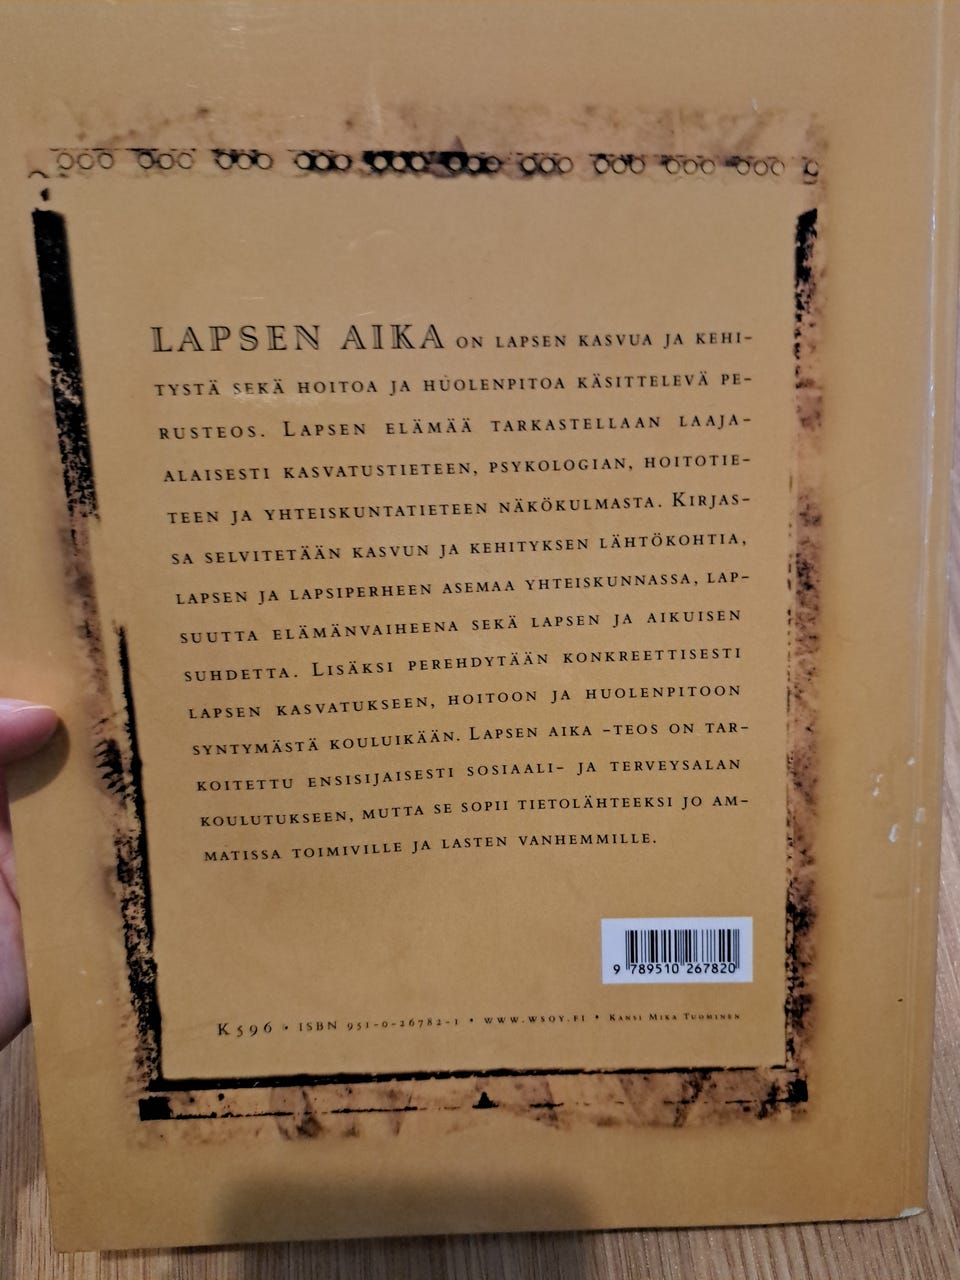 LAPSEN AIKA ON LAPSEN KASVUA JA KEHI-
TYSTÄ SEKÄ HOITOA JA HUOLENPITOA KÄSITTELEVÄ PE-
RUSTEOS. LAPSEN ELÄMÄÄ TARKASTELLAAN LAAJA-
ALAISESTI KASVATUSTIETEEN, PSYKOLOGIAN, HOITOTIE-
TEEN JA YHTEISKUNTATIETEEN NÄKÖKULMASTA. KIRJAS-
SA SELVITETÄÄN KASVUN JA KEHITYKSEN LÄHTÖKOHTIA,
LAPSEN JA LAPSIPERHEEN ASEMAA YHTEISKUNNASSA, LAP-
SUUTTA ELÄMÄNVAIHEENA SEKÄ LAPSEN JA AIKUISEN
SUHDETTA. LISÄKSI PEREHDYTÄÄN KONKREETTISESTI
LAPSEN KASVATUKSEEN, HOITOON JA HUOLENPITOON
SYNTYMÄSTÄ KOULUIKÄÄN. LAPSEN AIKA -TEOS ON TAR-
KOITETTU ENSISIJAISESTI SOSIAALI- JA TERVEYSALAN
KOULUTUKSEEN, MUTTA SE SOPII TIETOLÄHTEEKSI JO AM-
MATISSA TOIMIVILLE JA LASTEN VANHEMMILLE.
9 789510 267820
K 596 • ISBN 951-0-26782-1 • WWW.WSOY.FI • KANSI MIKA TUOMINEN